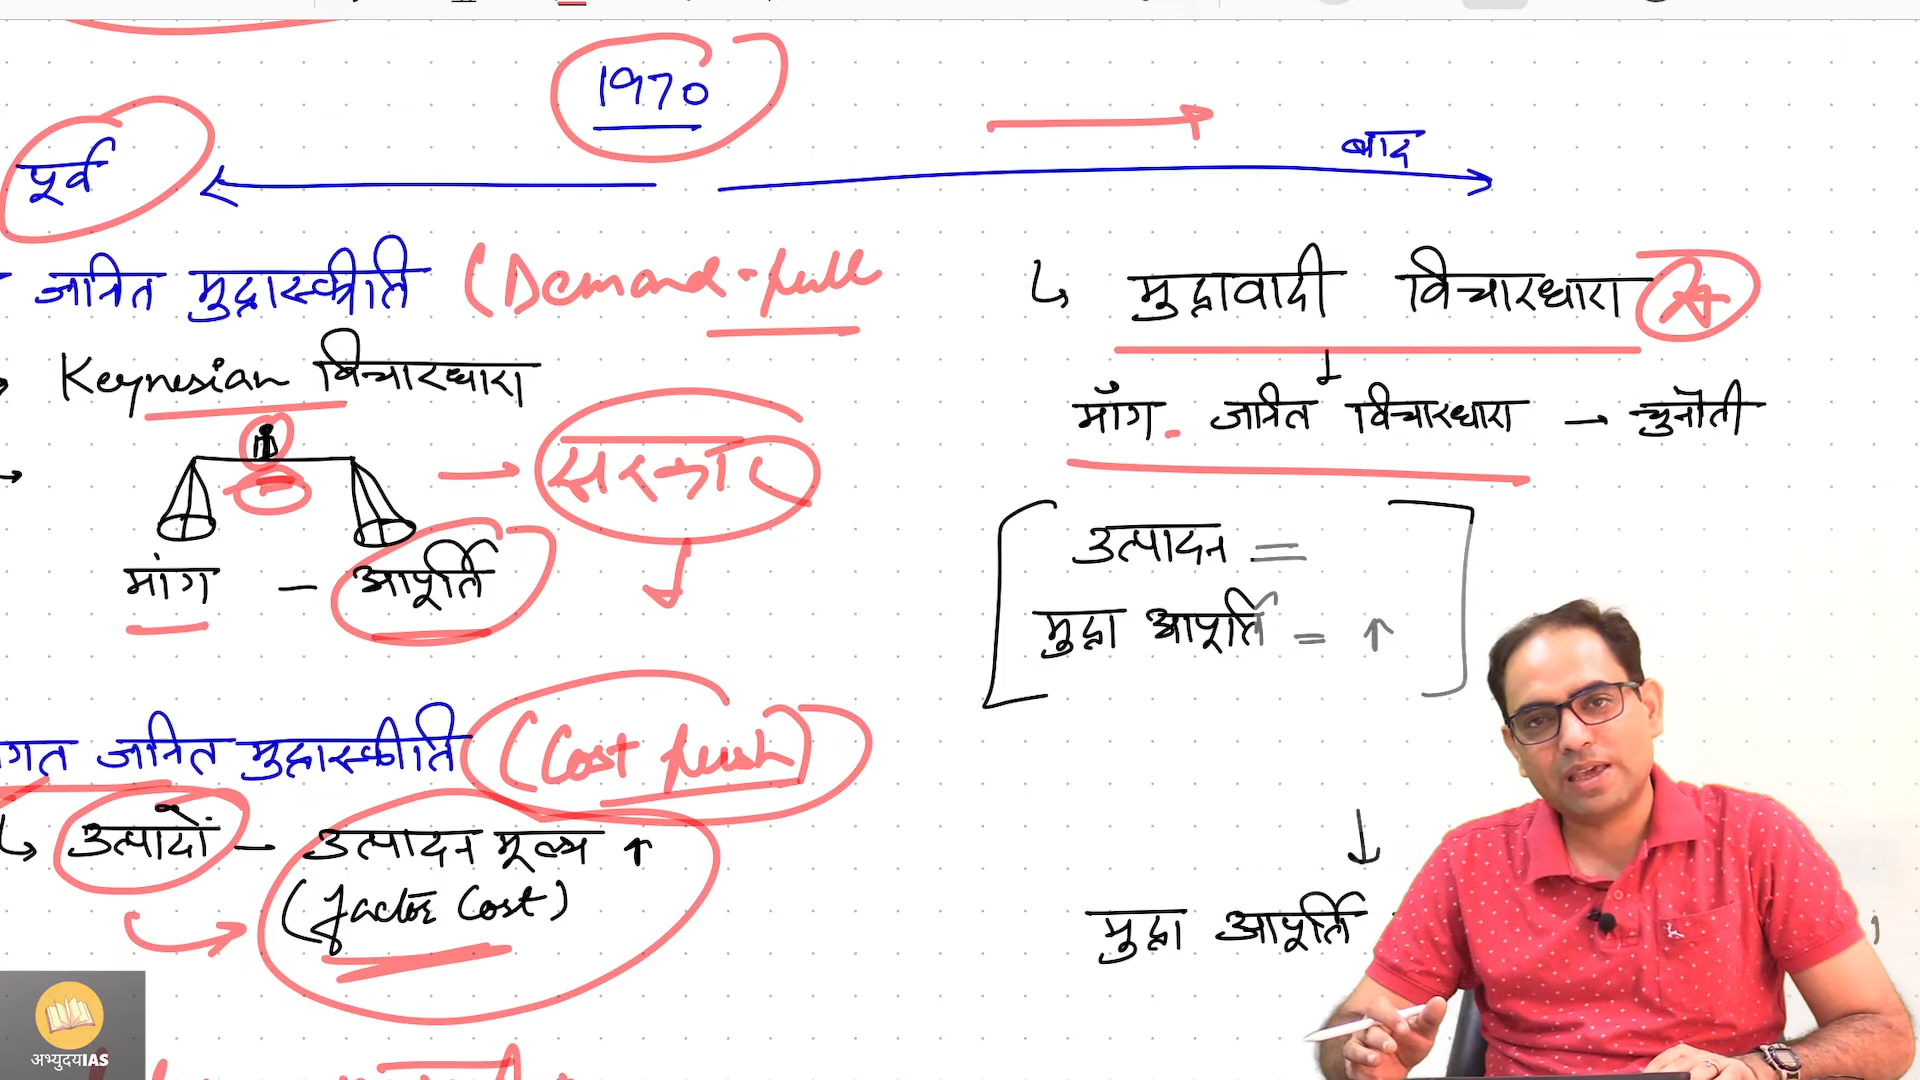 1970
पूर्व
बाद
जनित मुद्रास्फीति (Demand-pull
Keynesian विचारधारा
सरकार
मांग - आपूर्ति
जनित मुद्रास्फीति (Cost push)
उत्पादों - उत्पादन मूल्य ↑
(factor Cost)
↳ मुद्रावादी विचारधारा
माँग - जनित विचारधारा → चुनौती
उत्पादन =
मुद्रा आपूर्ति = ↑
मुद्रा आपूर्ति
अभ्युदयIAS